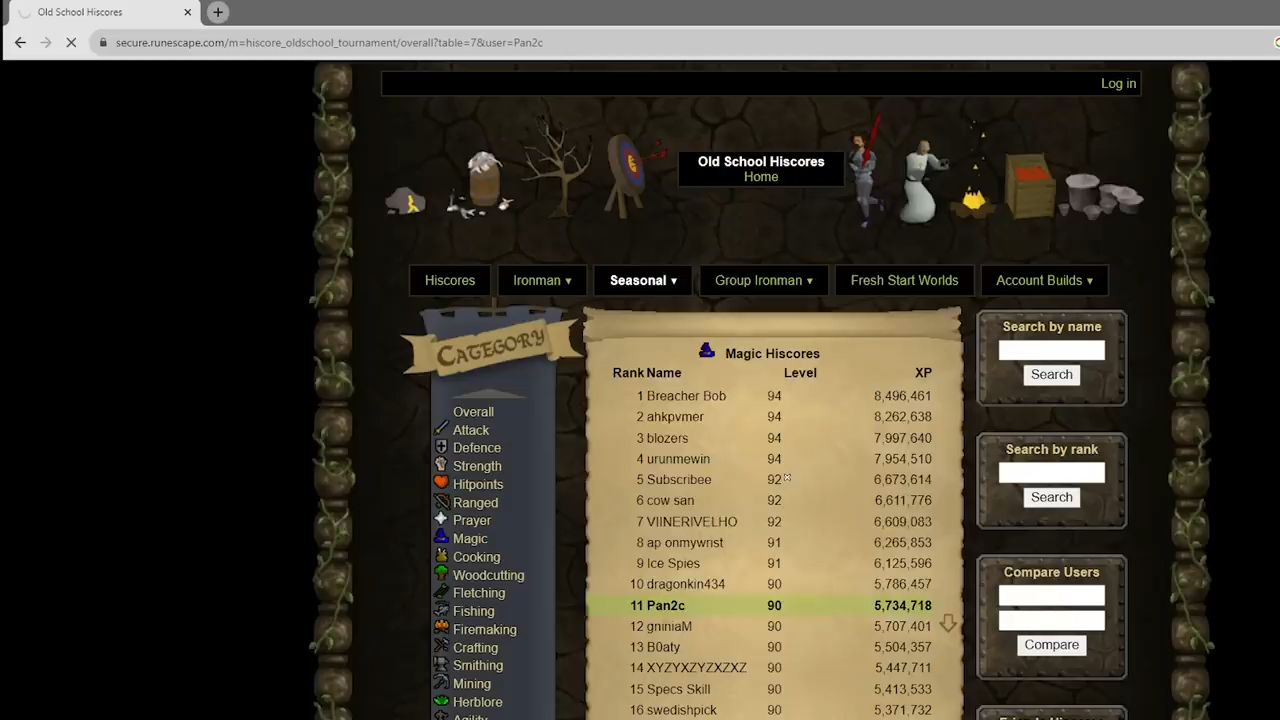 Old School Hiscores
secure.runescape.com/m=hiscore_oldschool_tournament/overall?table=7&user=Pan2c
Log in
Old School Hiscores
Home
Hiscores Ironman ▾ Seasonal ▾ Group Ironman ▾ Fresh Start Worlds Account Builds ▾
CATEGORY
Overall
Attack
Defence
Strength
Hitpoints
Ranged
Prayer
Magic
Cooking
Woodcutting
Fletching
Fishing
Firemaking
Crafting
Smithing
Mining
Herblore
Agility
Magic Hiscores
Rank Name Level XP
1 Breacher Bob 94 8,496,461
2 ahkpvmer 94 8,262,638
3 blozers 94 7,997,640
4 urunmewin 94 7,954,510
5 Subscribee 92 6,673,614
6 cow san 92 6,611,776
7 VIINERIVELHO 92 6,609,083
8 ap onmywrist 91 6,265,853
9 Ice Spies 91 6,125,596
10 dragonkin434 90 5,786,457
11 Pan2c 90 5,734,718
12 gniniaM 90 5,707,401
13 B0aty 90 5,504,357
14 XYZYXZYZXZXZ 90 5,447,711
15 Specs Skill 90 5,413,533
16 swedishpick 90 5,371,732
Search by name
Search
Search by rank
Search
Compare Users
Compare